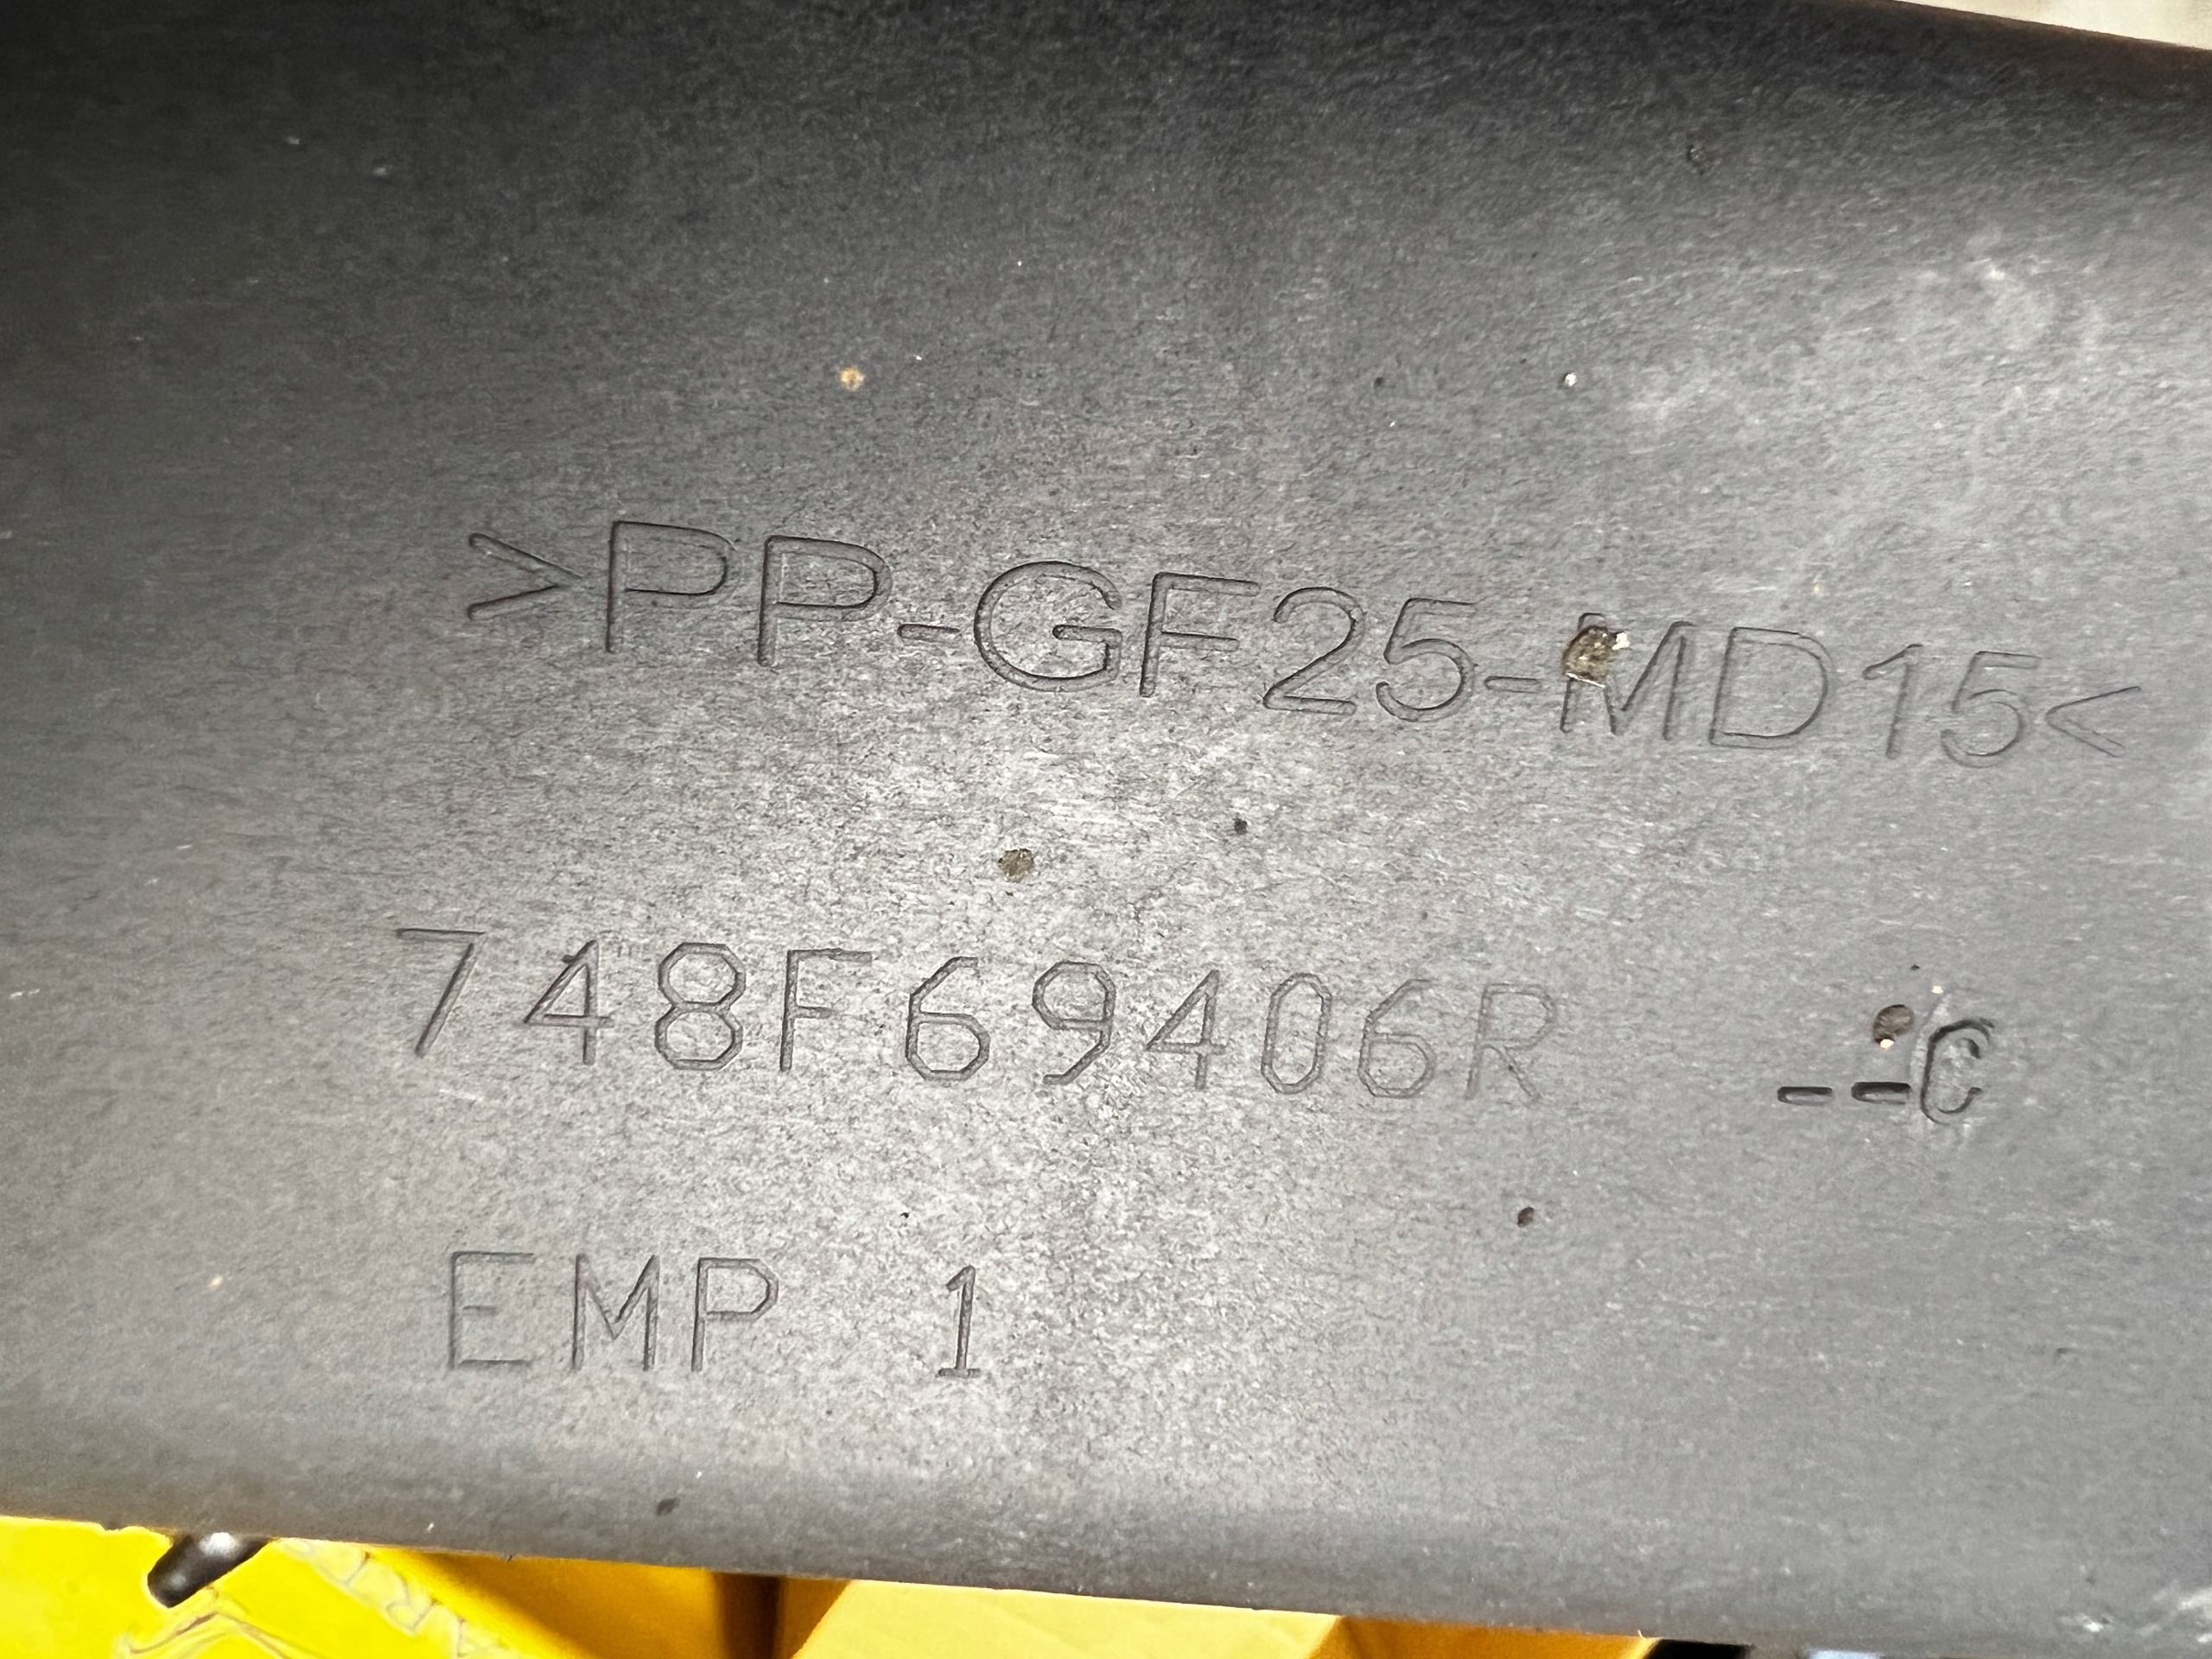 >PP-GF25-MD15<
748F69406R --C
EMP 1